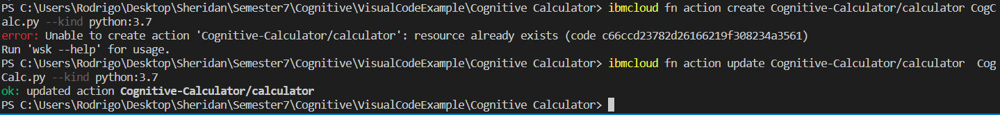 PS C:\Users\Rodrigo\Desktop\Sheridan\Semester7\Cognitive\VisualCodeExample\Cognitive Calculator> ibmcloud fn action create Cognitive-Calculator/calculator CogC
alc.py --kind python:3.7
error: Unable to create action 'Cognitive-Calculator/calculator': resource already exists (code c66ccd23782d26166219f308234a3561)
Run 'wsk --help' for usage.
PS C:\Users\Rodrigo\Desktop\Sheridan\Semester7\Cognitive\VisualCodeExample\Cognitive Calculator> ibmcloud fn action update Cognitive-Calculator/calculator  Cog
Calc.py --kind python:3.7
ok: updated action Cognitive-Calculator/calculator
PS C:\Users\Rodrigo\Desktop\Sheridan\Semester7\Cognitive\VisualCodeExample\Cognitive Calculator>